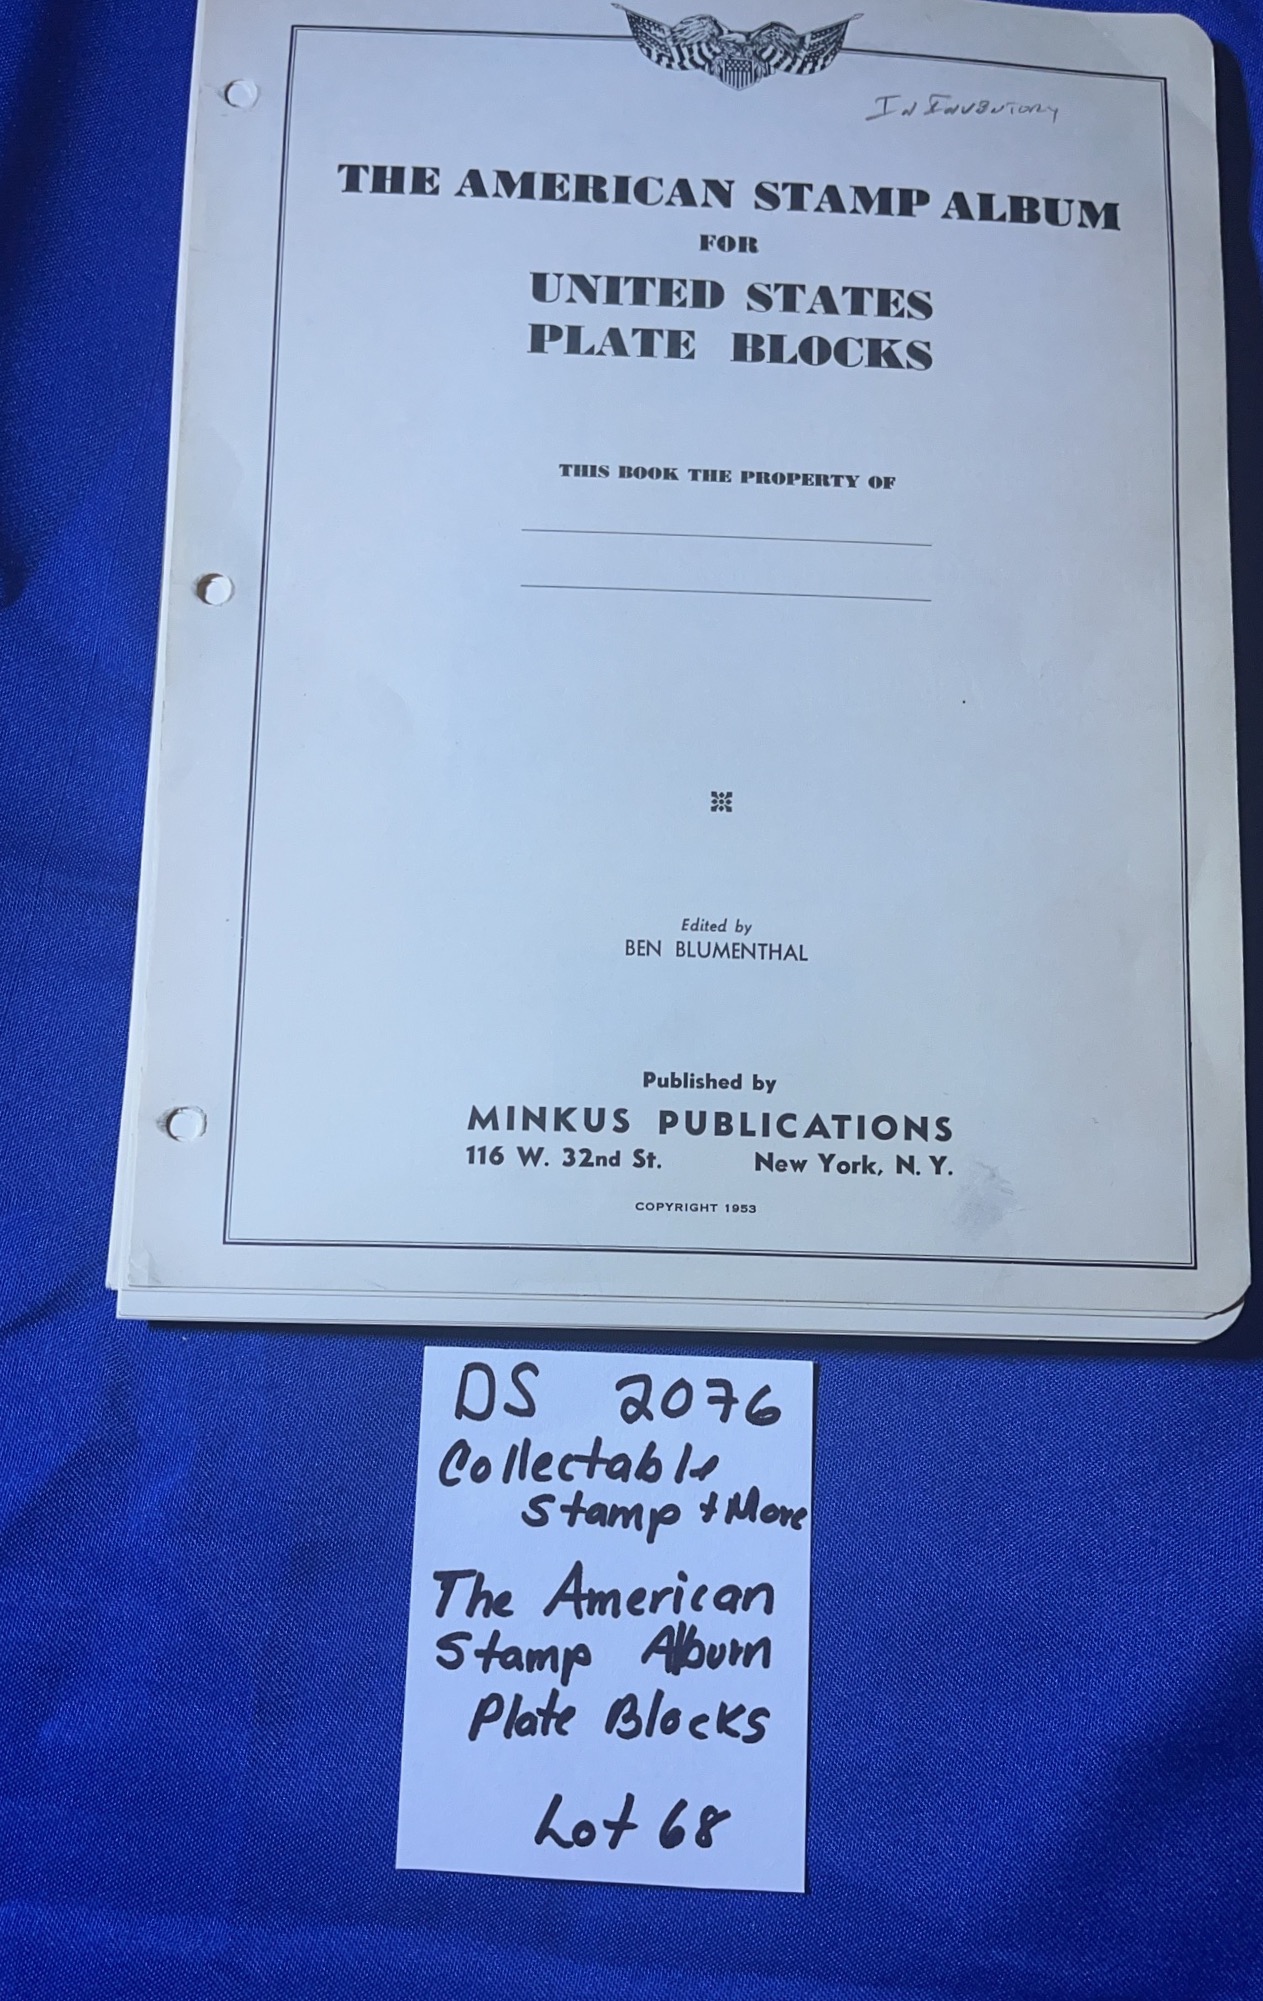 In Inventory
THE AMERICAN STAMP ALBUM
FOR
UNITED STATES
PLATE BLOCKS
THIS BOOK THE PROPERTY OF
Edited by
BEN BLUMENTHAL
Published by
MINKUS PUBLICATIONS
116 W. 32nd St. New York, N. Y.
COPYRIGHT 1953
DS 2076
Collectable
Stamp + More
The American
Stamp Album
Plate Blocks
Lot 68